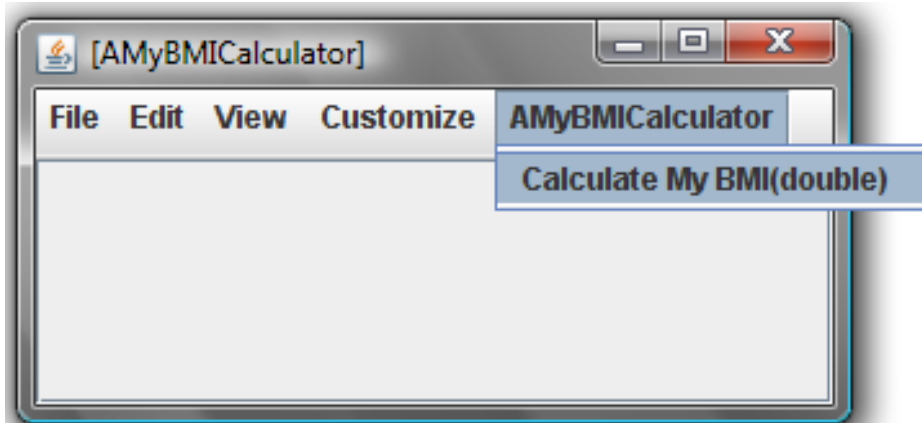 [AMyBMICalculator]
File Edit View Customize AMyBMICalculator
Calculate My BMI(double)